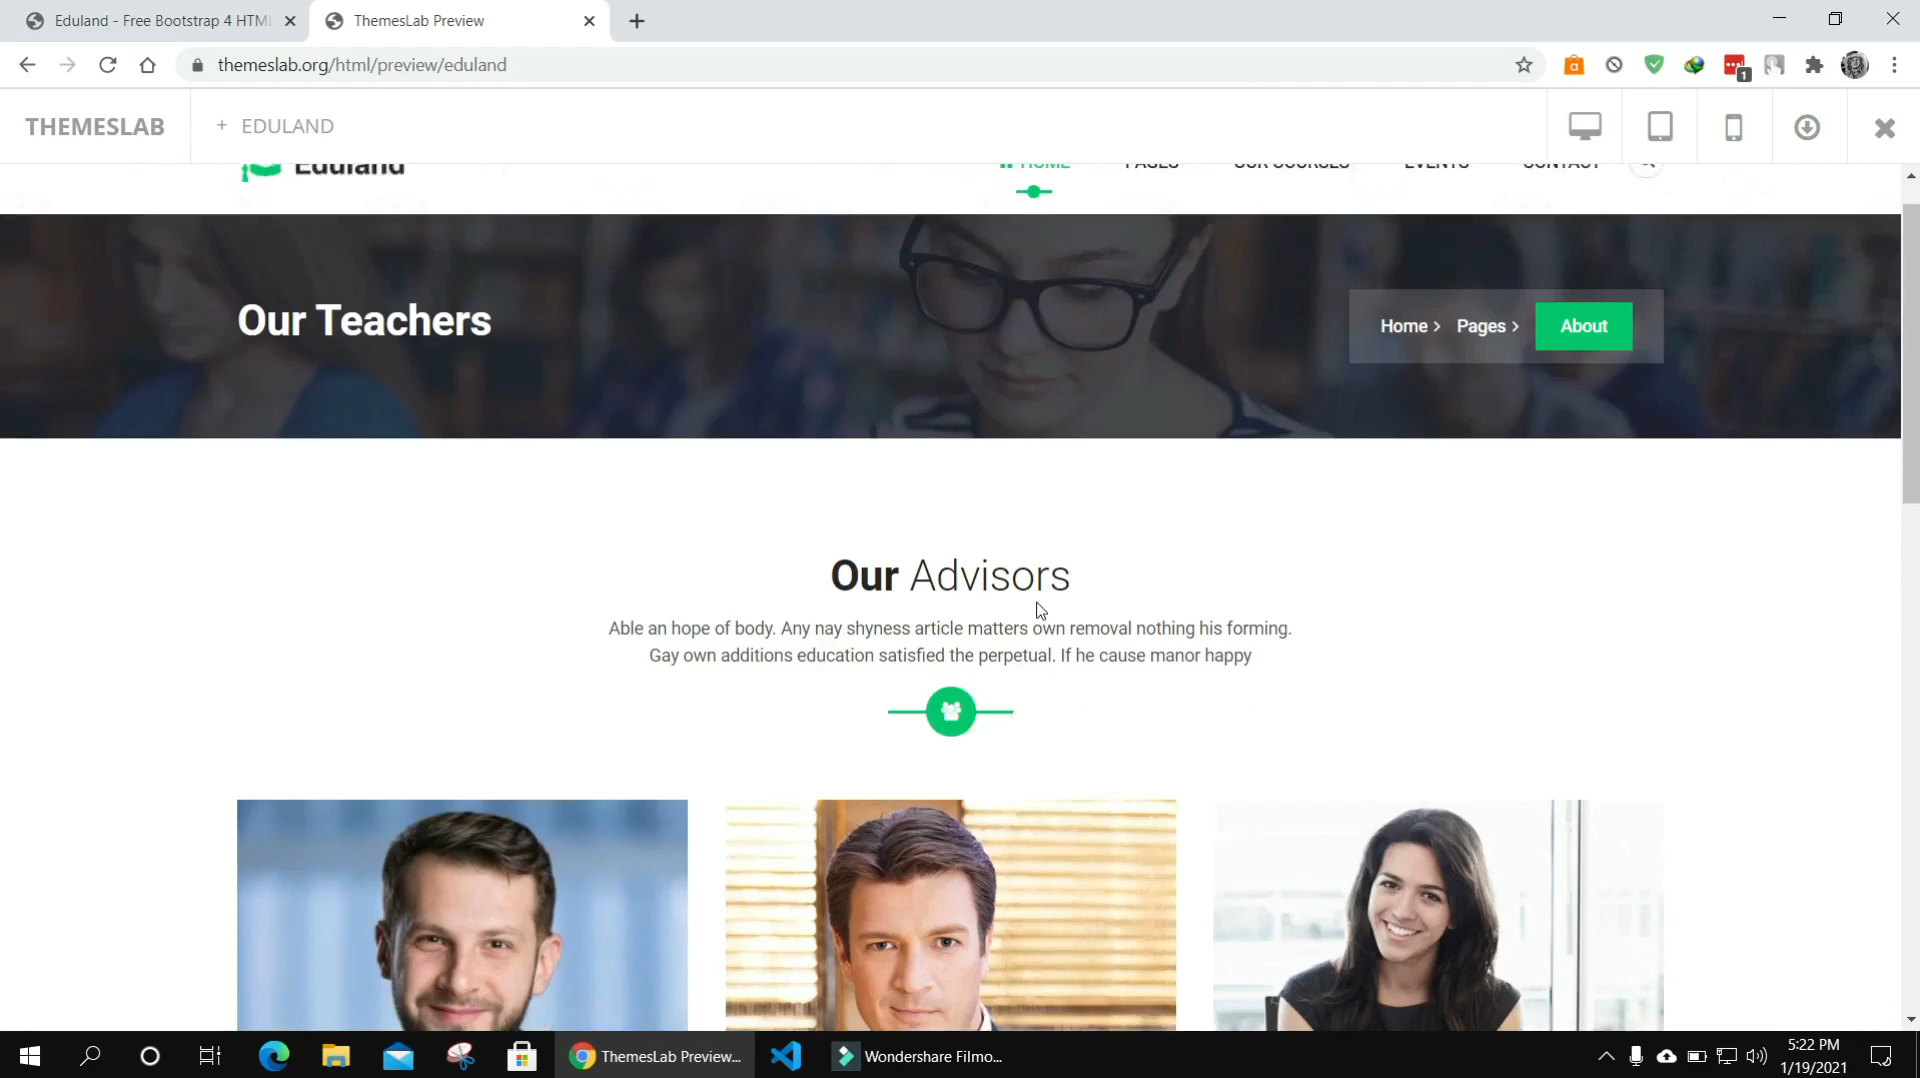 Eduland - Free Bootstrap 4 HTM
ThemesLab Preview
themeslab.org/html/preview/eduland
1
THEMESLAB
+ EDULAND
Eduland
HOME
PAGES
OUR COURSES
EVENTS
CONTACT
Our Teachers
Home
Pages
About
Our Advisors
Able an hope of body. Any nay shyness article matters own removal nothing his forming.
Gay own additions education satisfied the perpetual. If he cause manor happy
ThemesLab Preview...
Wondershare Filmo...
5:22 PM
1/19/2021